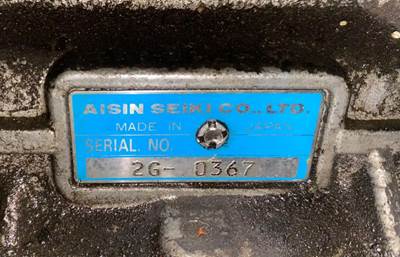 AISIN SEIKI CO., LTD.
MADE IN JAPAN
SERIAL. NO.
2G- 0367